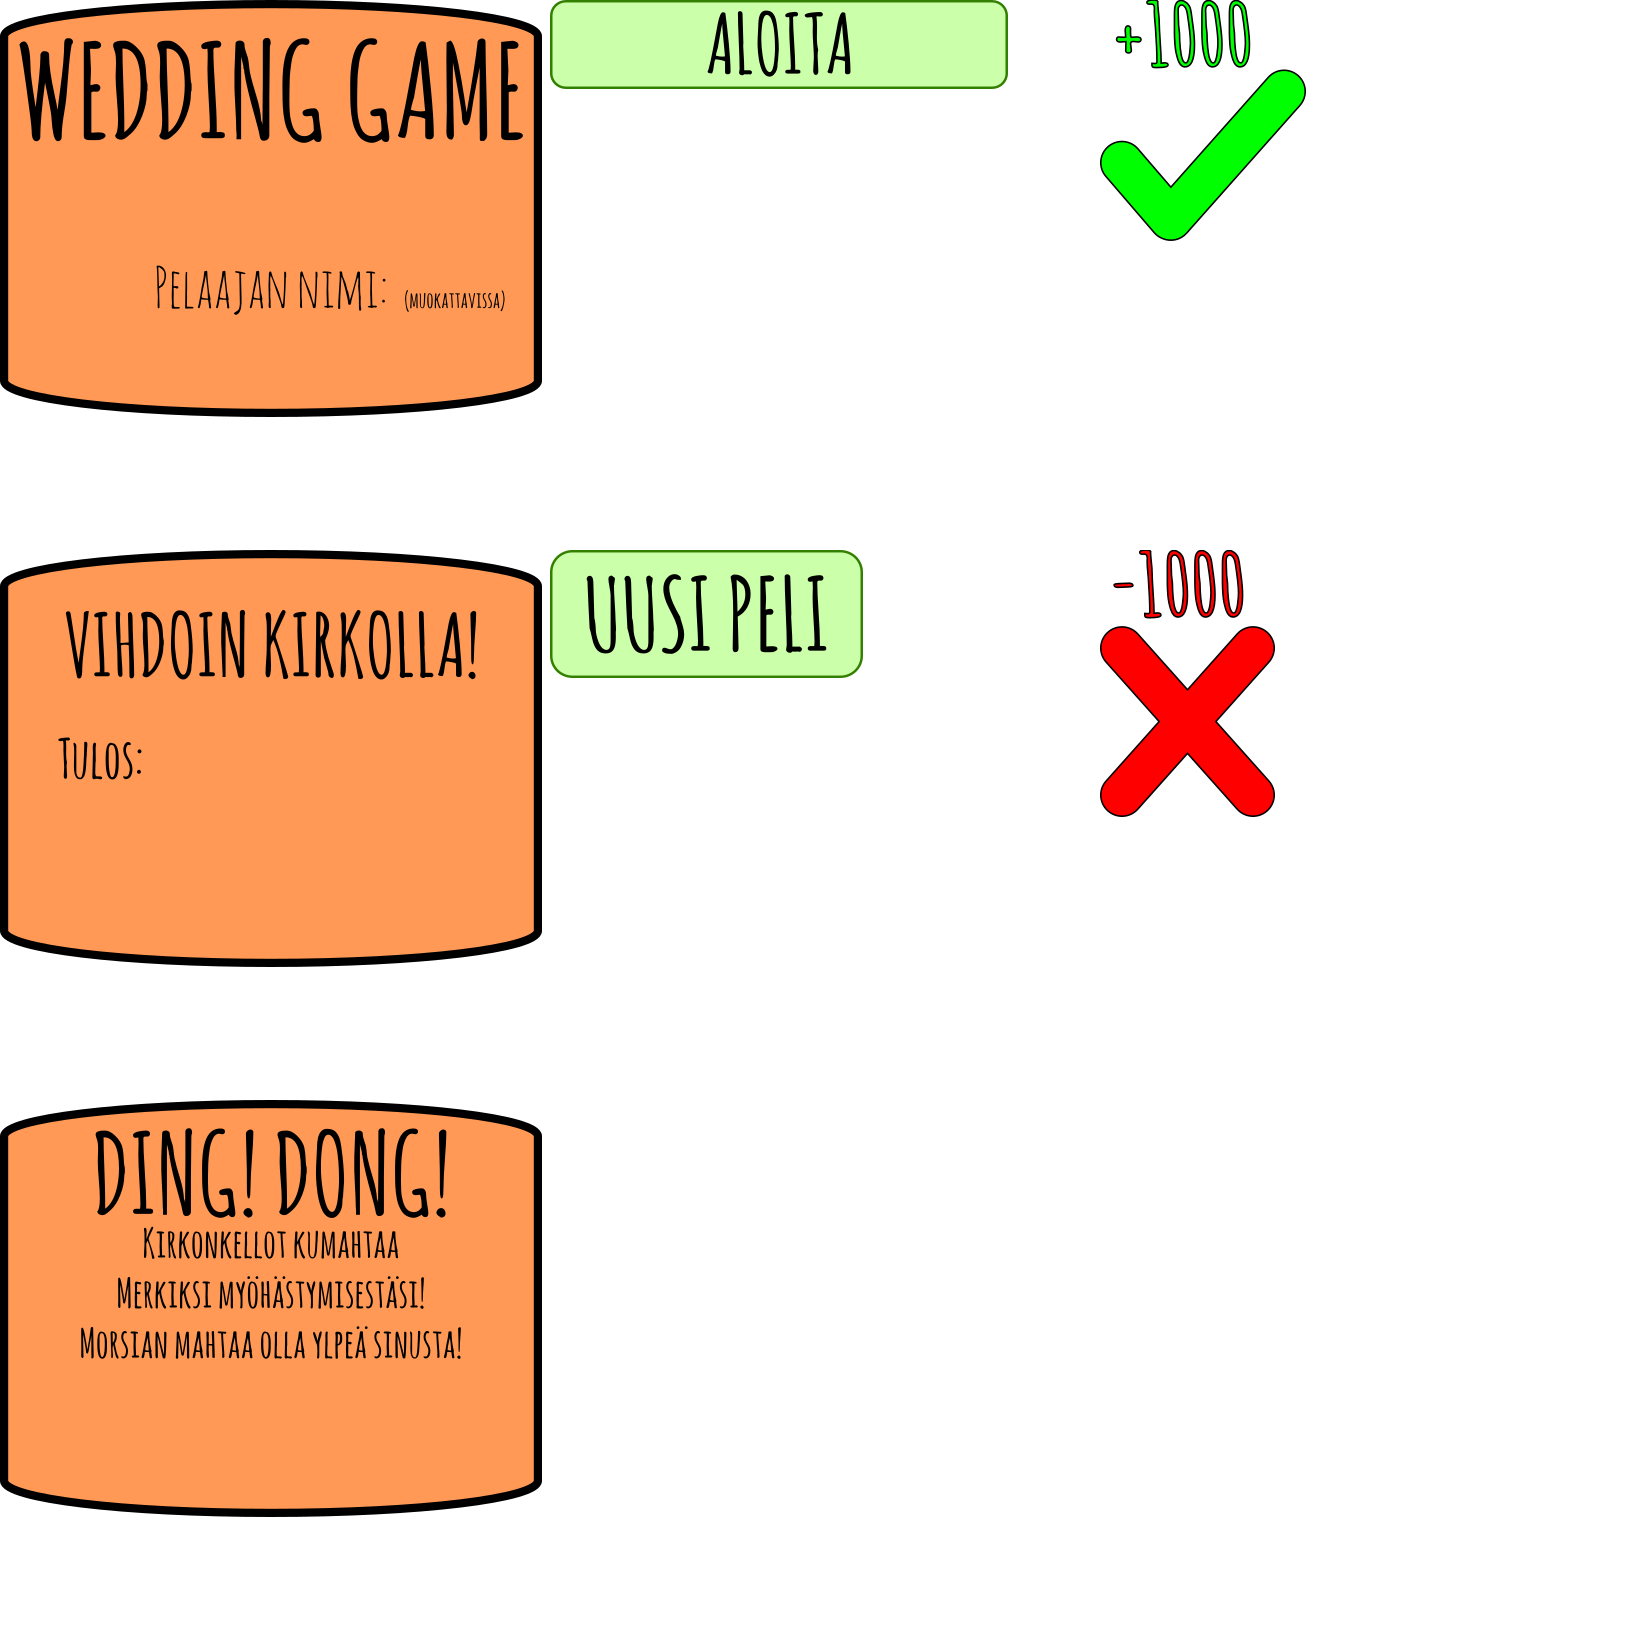 WEDDING GAME
PELAAJAN NIMI: (MUOKATTAVISSA)
ALOITA
+1000
VIHDOIN KIRKOLLA!
TULOS:
UUSI PELI
-1000
DING! DONG!
KIRKONKELLOT KUMAHTAA
MERKIKSI MYÖHÄSTYMISESTÄSI!
MORSIAN MAHTAA OLLA YLPEÄ SINUSTA!